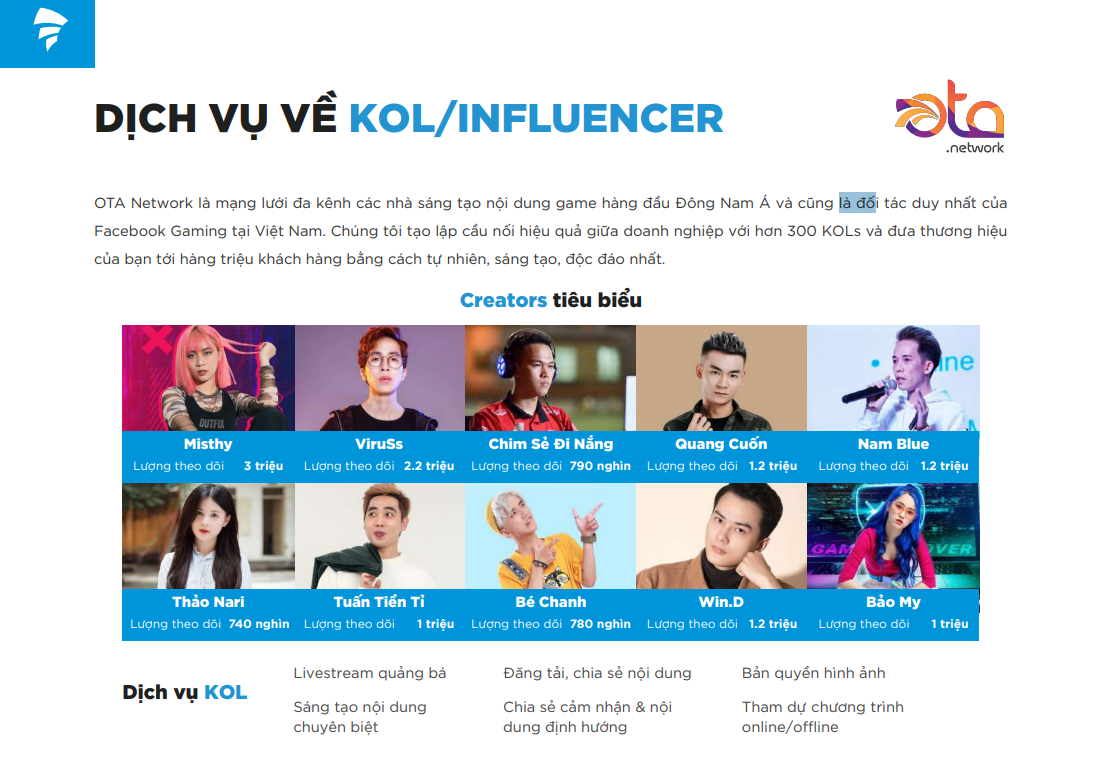 DỊCH VỤ VỀ KOL/INFLUENCER
ota
.network
OTA Network là mạng lưới đa kênh các nhà sáng tạo nội dung game hàng đầu Đông Nam Á và cũng là đối tác duy nhất của
Facebook Gaming tại Việt Nam. Chúng tôi tạo lập cầu nối hiệu quả giữa doanh nghiệp với hơn 300 KOLs và đưa thương hiệu
của bạn tới hàng triệu khách hàng bằng cách tự nhiên, sáng tạo, độc đáo nhất.
Creators tiêu biểu
OUTFIX
ine
Misthy ViruSs Chim Sẻ Đi Nắng Quang Cuốn Nam Blue
Lượng theo dõi 3 triệu Lượng theo dõi 2.2 triệu Lượng theo dõi 790 nghìn Lượng theo dõi 1.2 triệu Lượng theo dõi 1.2 triệu
GAM OVER
Thảo Nari Tuấn Tiền Tỉ Bé Chanh Win.D Bảo My
Lượng theo dõi 740 nghìn Lượng theo dõi 1 triệu Lượng theo dõi 780 nghìn Lượng theo dõi 1.2 triệu Lượng theo dõi 1 triệu
Dịch vụ KOL
Livestream quảng bá Đăng tải, chia sẻ nội dung Bản quyền hình ảnh
Sáng tạo nội dung Chia sẻ cảm nhận & nội Tham dự chương trình
chuyên biệt dung định hướng online/offline